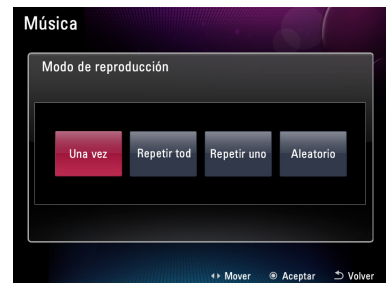 Música
Modo de reproducción
Una vez Repetir tod Repetir uno Aleatorio
Mover Aceptar Volver